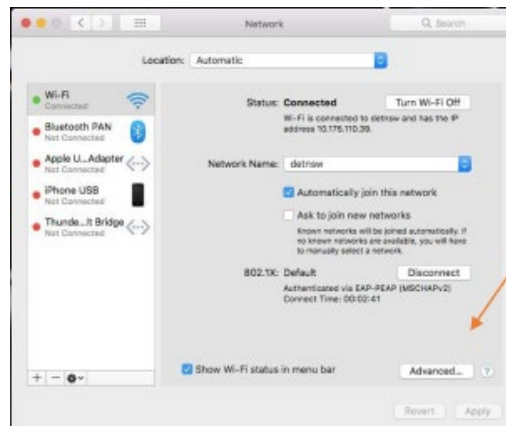 Network
Search
Location: Automatic
Wi-Fi
Connected
Bluetooth PAN
Not Connected
Apple U...Adapter
Not Connected
iPhone USB
Not Connected
Thunde...lt Bridge
Not Connected
Status: Connected
Turn Wi-Fi Off
Wi-Fi is connected to detnsw and has the IP
address 10.175.110.39.
Network Name: detnsw
Automatically join this network
Ask to join new networks
Known networks will be joined automatically. If
no known networks are available, you will have
to manually select a network.
802.1X: Default
Disconnect
Authenticated via EAP-PEAP (MSCHAPv2)
Connect Time: 00:02:41
Show Wi-Fi status in menu bar
Advanced...
?
Revert
Apply